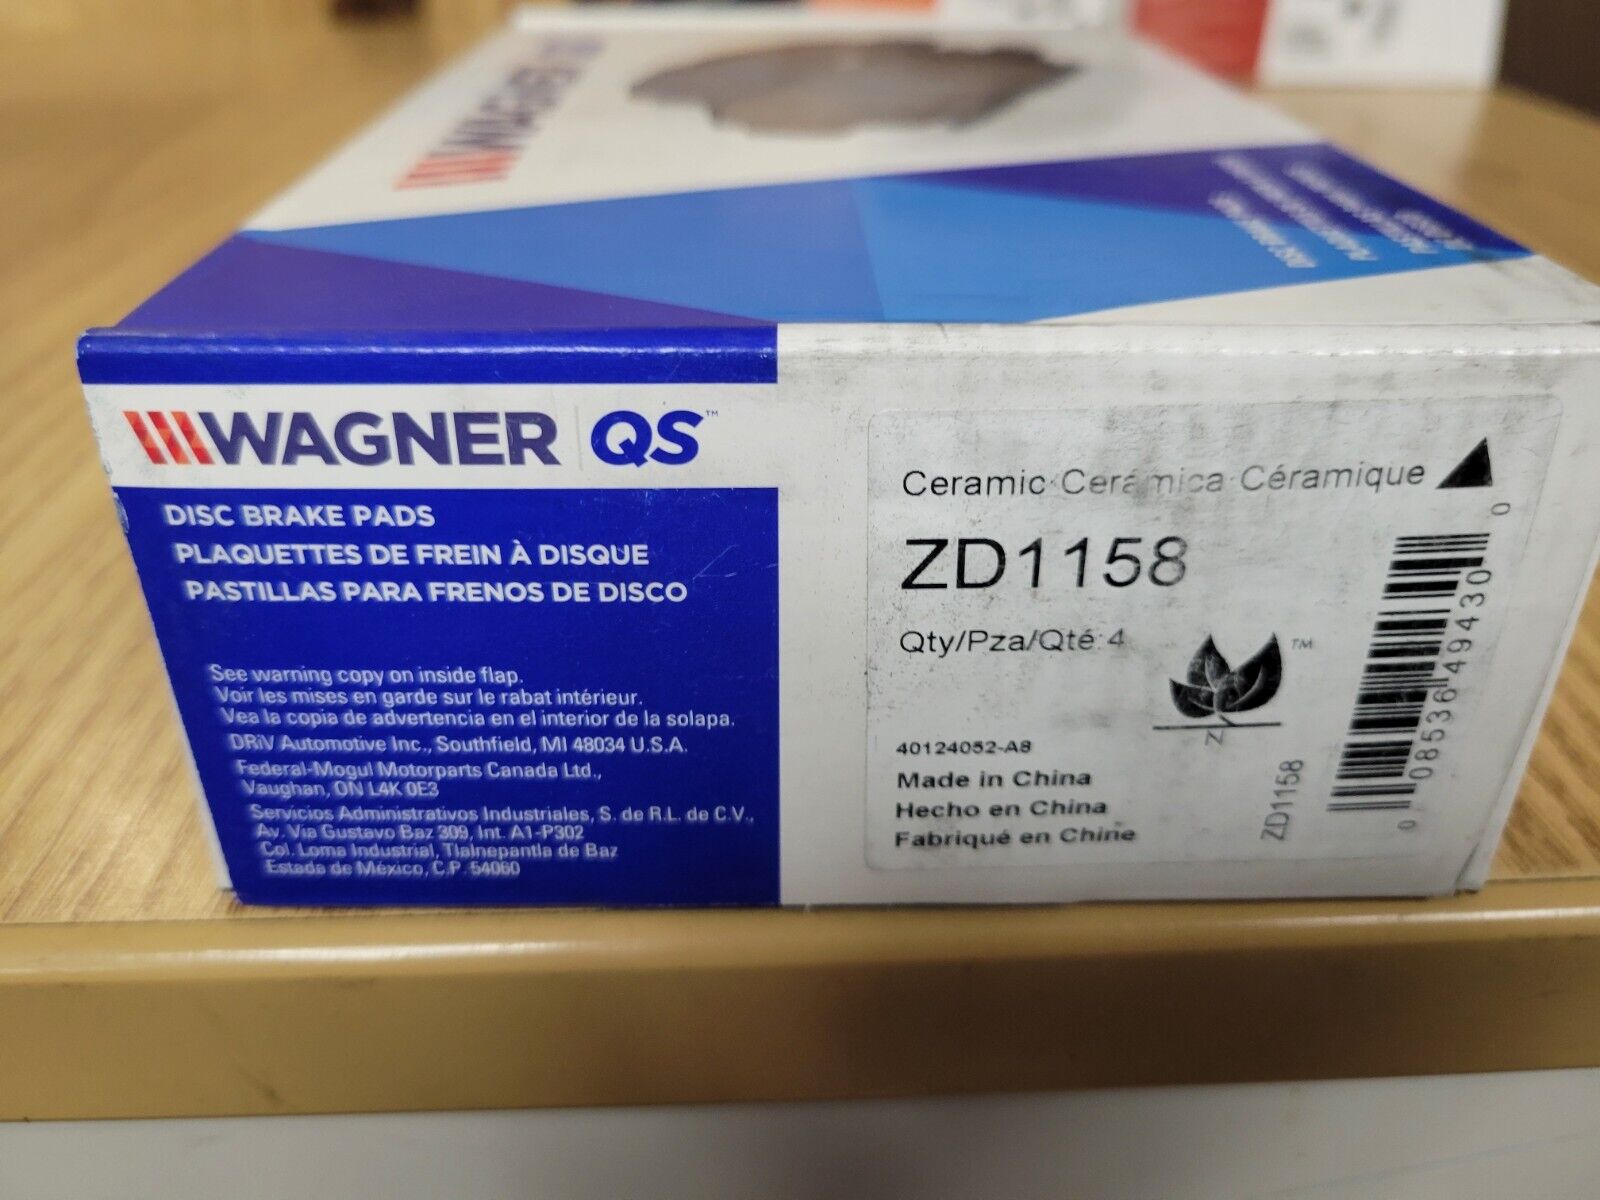 WAGNER QS
WAGNER QS™
DISC BRAKE PADS
PLAQUETTES DE FREIN À DISQUE
PASTILLAS PARA FRENOS DE DISCO
See warning copy on inside flap.
Voir les mises en garde sur le rabat intérieur.
Vea la copia de advertencia en el interior de la solapa.
DRiV Automotive Inc., Southfield, MI 48034 U.S.A.
Federal-Mogul Motorparts Canada Ltd.,
Vaughan, ON L4K 0E3
Servicios Administrativos Industriales, S. de R.L. de C.V.,
Av. Via Gustavo Baz 309, Int. A1-P302
Col. Loma Industrial, Tlalnepantla de Baz
Estado de México, C.P. 54060
Ceramic·Cerámica·Céramique
ZD1158
Qty/Pza/Qté:4
™
40124052-A8
Made in China
Hecho en China
Fabriqué en Chine
ZD1158
0 08536 49430 0